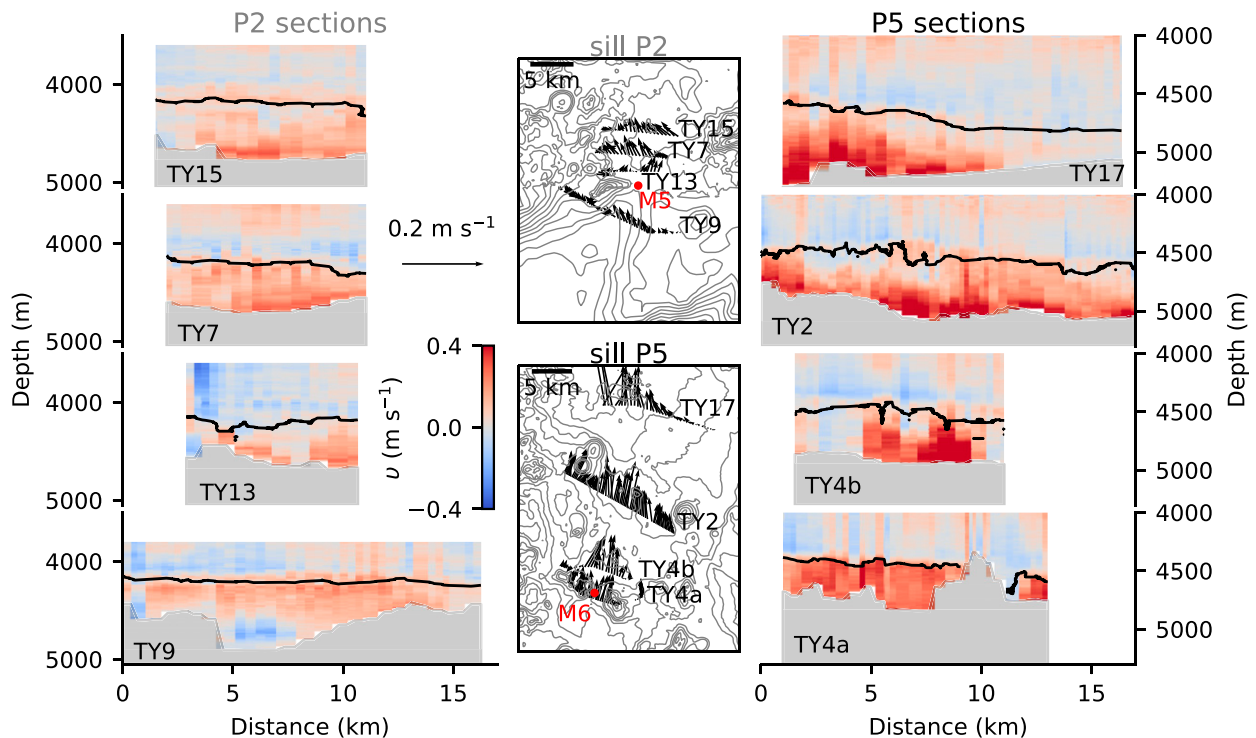 P2 sections
4000
5000
TY15
4000
5000
TY7
0.2 m s⁻¹
Depth (m)
4000
5000
TY13
4000
5000
TY9
0
5
10
15
Distance (km)
0.4
0.0
−0.4
υ (m s⁻¹)
sill P2
5 km
TY15
TY7
TY13
M5
TY9
sill P5
5 km
TY17
TY2
TY4b
TY4a
M6
P5 sections
4000
4500
5000
TY17
4000
4500
5000
TY2
Depth (m)
4000
4500
5000
TY4b
4000
4500
5000
TY4a
0
5
10
15
Distance (km)